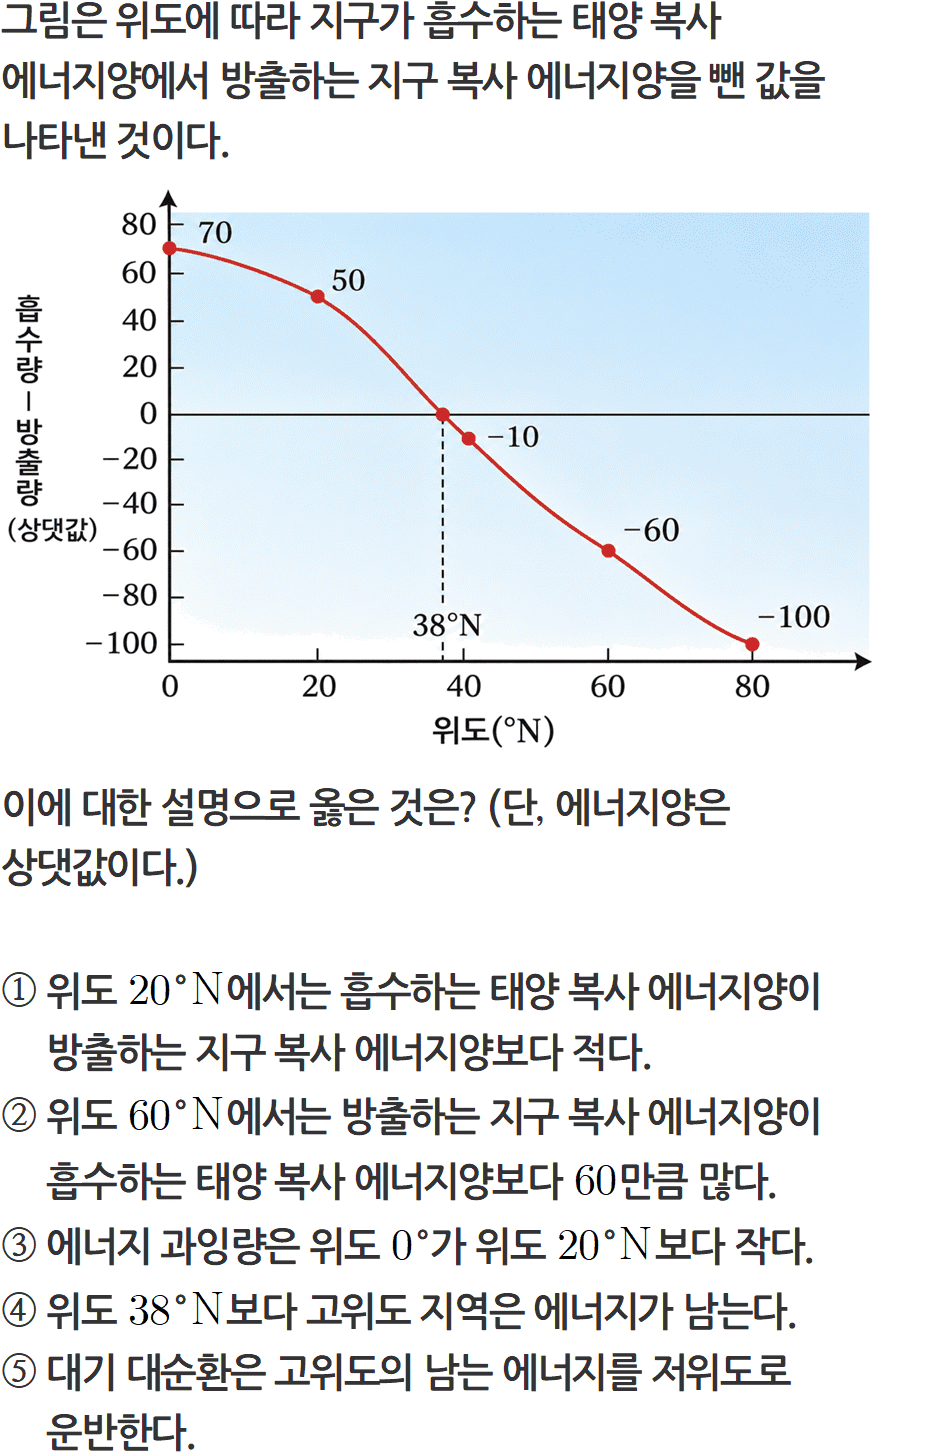 그림은 위도에 따라 지구가 흡수하는 태양 복사
에너지양에서 방출하는 지구 복사 에너지양을 뺀 값을
나타낸 것이다.
흡수량-방출량
(상댓값)
80
60
40
20
0
-20
-40
-60
-80
-100
70
50
-10
-60
-100
38°N
0 20 40 60 80
위도(°N)
이에 대한 설명으로 옳은 것은? (단, 에너지양은
상댓값이다.)
① 위도 20°N에서는 흡수하는 태양 복사 에너지양이
방출하는 지구 복사 에너지양보다 적다.
② 위도 60°N에서는 방출하는 지구 복사 에너지양이
흡수하는 태양 복사 에너지양보다 60만큼 많다.
③ 에너지 과잉량은 위도 0°가 위도 20°N보다 작다.
④ 위도 38°N보다 고위도 지역은 에너지가 남는다.
⑤ 대기 대순환은 고위도의 남는 에너지를 저위도로
운반한다.